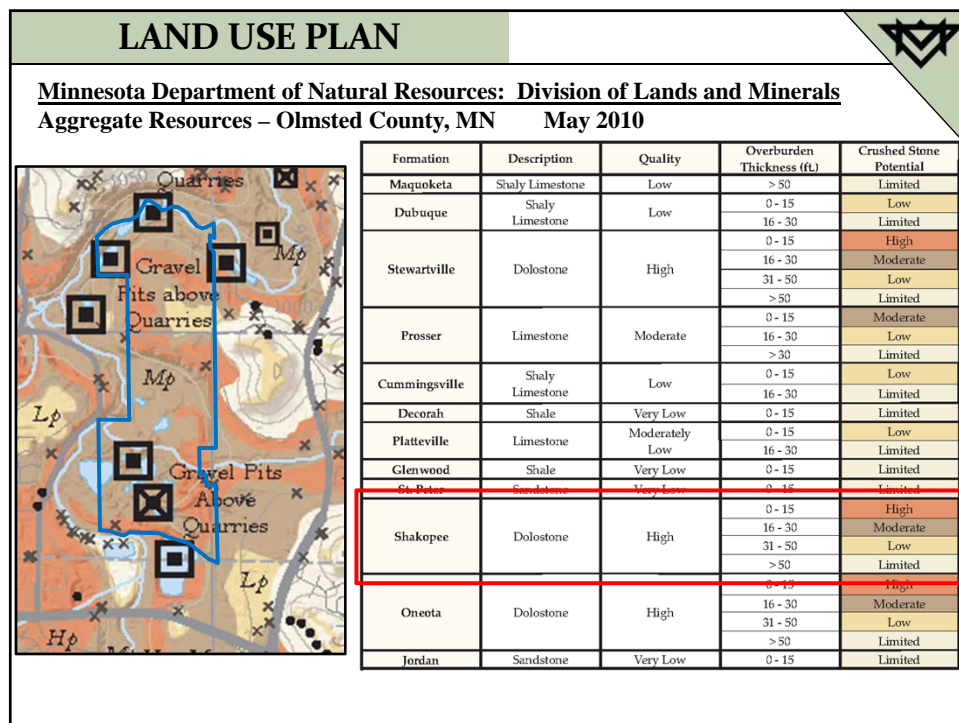 LAND USE PLAN
Minnesota Department of Natural Resources: Division of Lands and Minerals
Aggregate Resources – Olmsted County, MN May 2010
Quarries
Mp
Gravel
Pits above
Quarries
Mp
Lp
Gravel Pits
Above
Quarries
Lp
Hp
Formation Description Quality Overburden Thickness (ft.) Crushed Stone Potential
Maquoketa Shaly Limestone Low > 50 Limited
Dubuque Shaly Limestone Low 0 - 15 Low
16 - 30 Limited
Stewartville Dolostone High 0 - 15 High
16 - 30 Moderate
31 - 50 Low
> 50 Limited
Prosser Limestone Moderate 0 - 15 Moderate
16 - 30 Low
> 30 Limited
Cummingsville Shaly Limestone Low 0 - 15 Low
16 - 30 Limited
Decorah Shale Very Low 0 - 15 Limited
Platteville Limestone Moderately Low 0 - 15 Low
16 - 30 Limited
Glenwood Shale Very Low 0 - 15 Limited
St. Peter Sandstone Very Low 0 - 15 Limited
Shakopee Dolostone High 0 - 15 High
16 - 30 Moderate
31 - 50 Low
> 50 Limited
Oneota Dolostone High 0 - 15 High
16 - 30 Moderate
31 - 50 Low
> 50 Limited
Jordan Sandstone Very Low 0 - 15 Limited